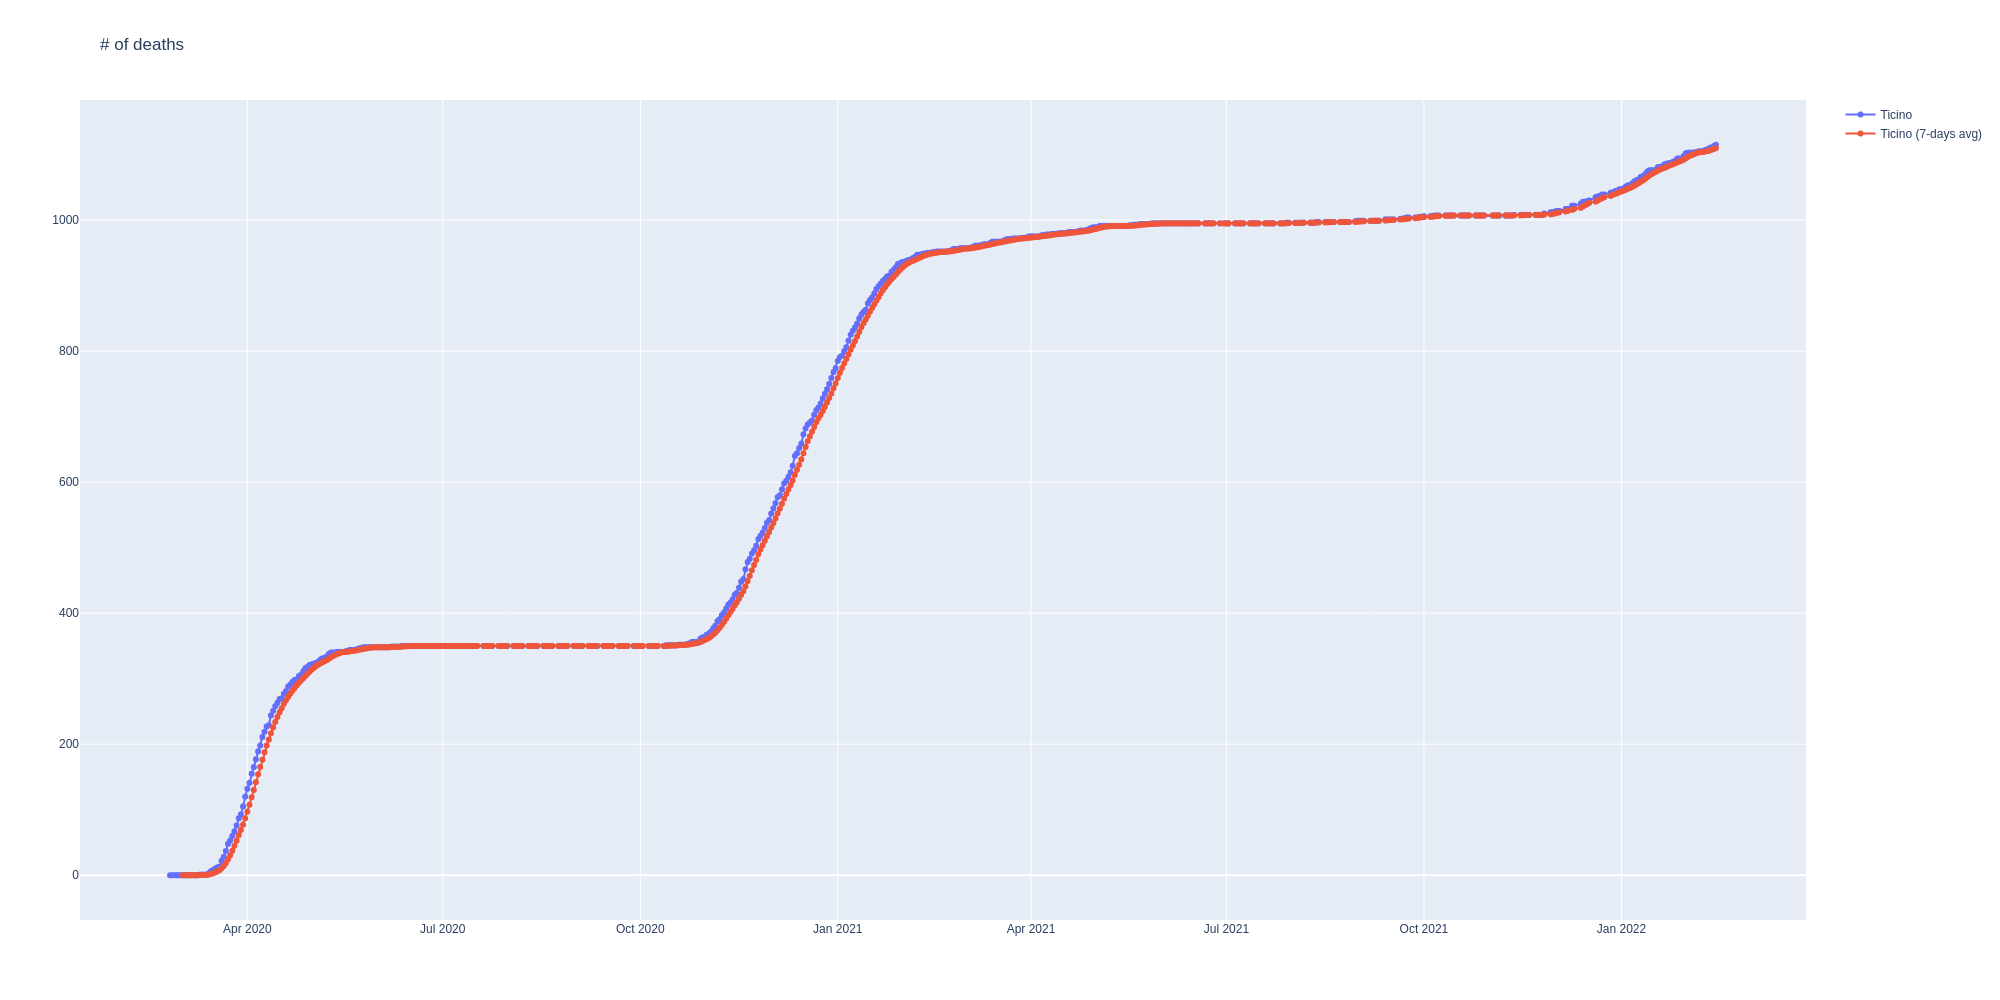 # of deaths
Ticino
Ticino (7-days avg)
1000
800
600
400
200
0
Apr 2020
Jul 2020
Oct 2020
Jan 2021
Apr 2021
Jul 2021
Oct 2021
Jan 2022